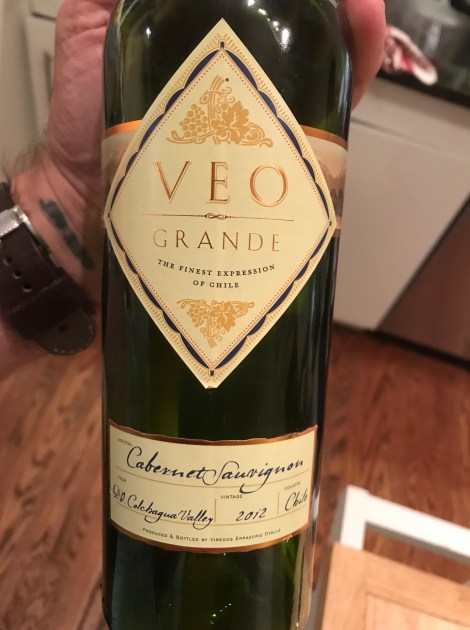 VEO
GRANDE
THE FINEST EXPRESSION
OF CHILE
Cabernet Sauvignon
COUNTRY
D.O Colchagua Valley
VINTAGE
2012
Chile
PRODUCED & BOTTLED BY VIÑEDOS ERRAZURIZ OVALLE